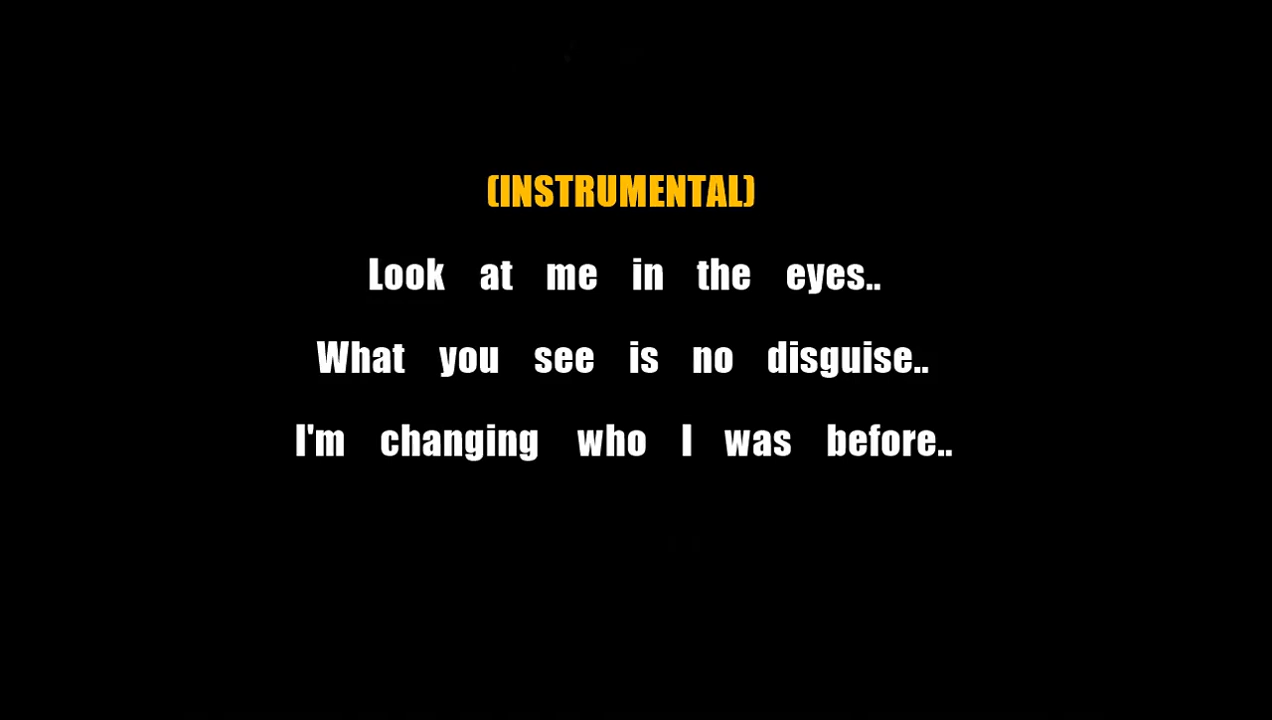 (INSTRUMENTAL)
Look at me in the eyes..
What you see is no disguise..
I'm changing who I was before..